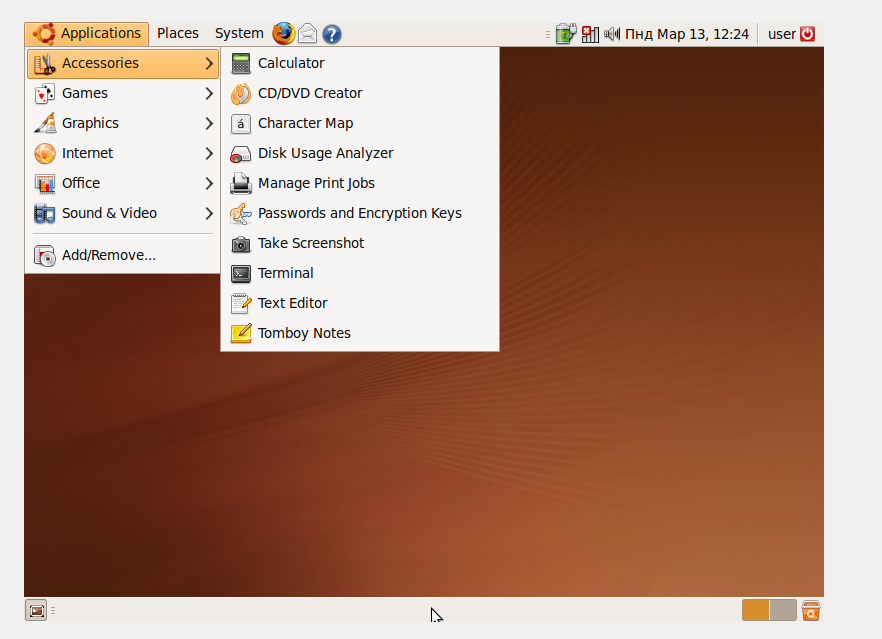 Applications Places System Пнд Мар 13, 12:24 user
Accessories
Games
Graphics
Internet
Office
Sound & Video
Add/Remove...
Calculator
CD/DVD Creator
Character Map
Disk Usage Analyzer
Manage Print Jobs
Passwords and Encryption Keys
Take Screenshot
Terminal
Text Editor
Tomboy Notes